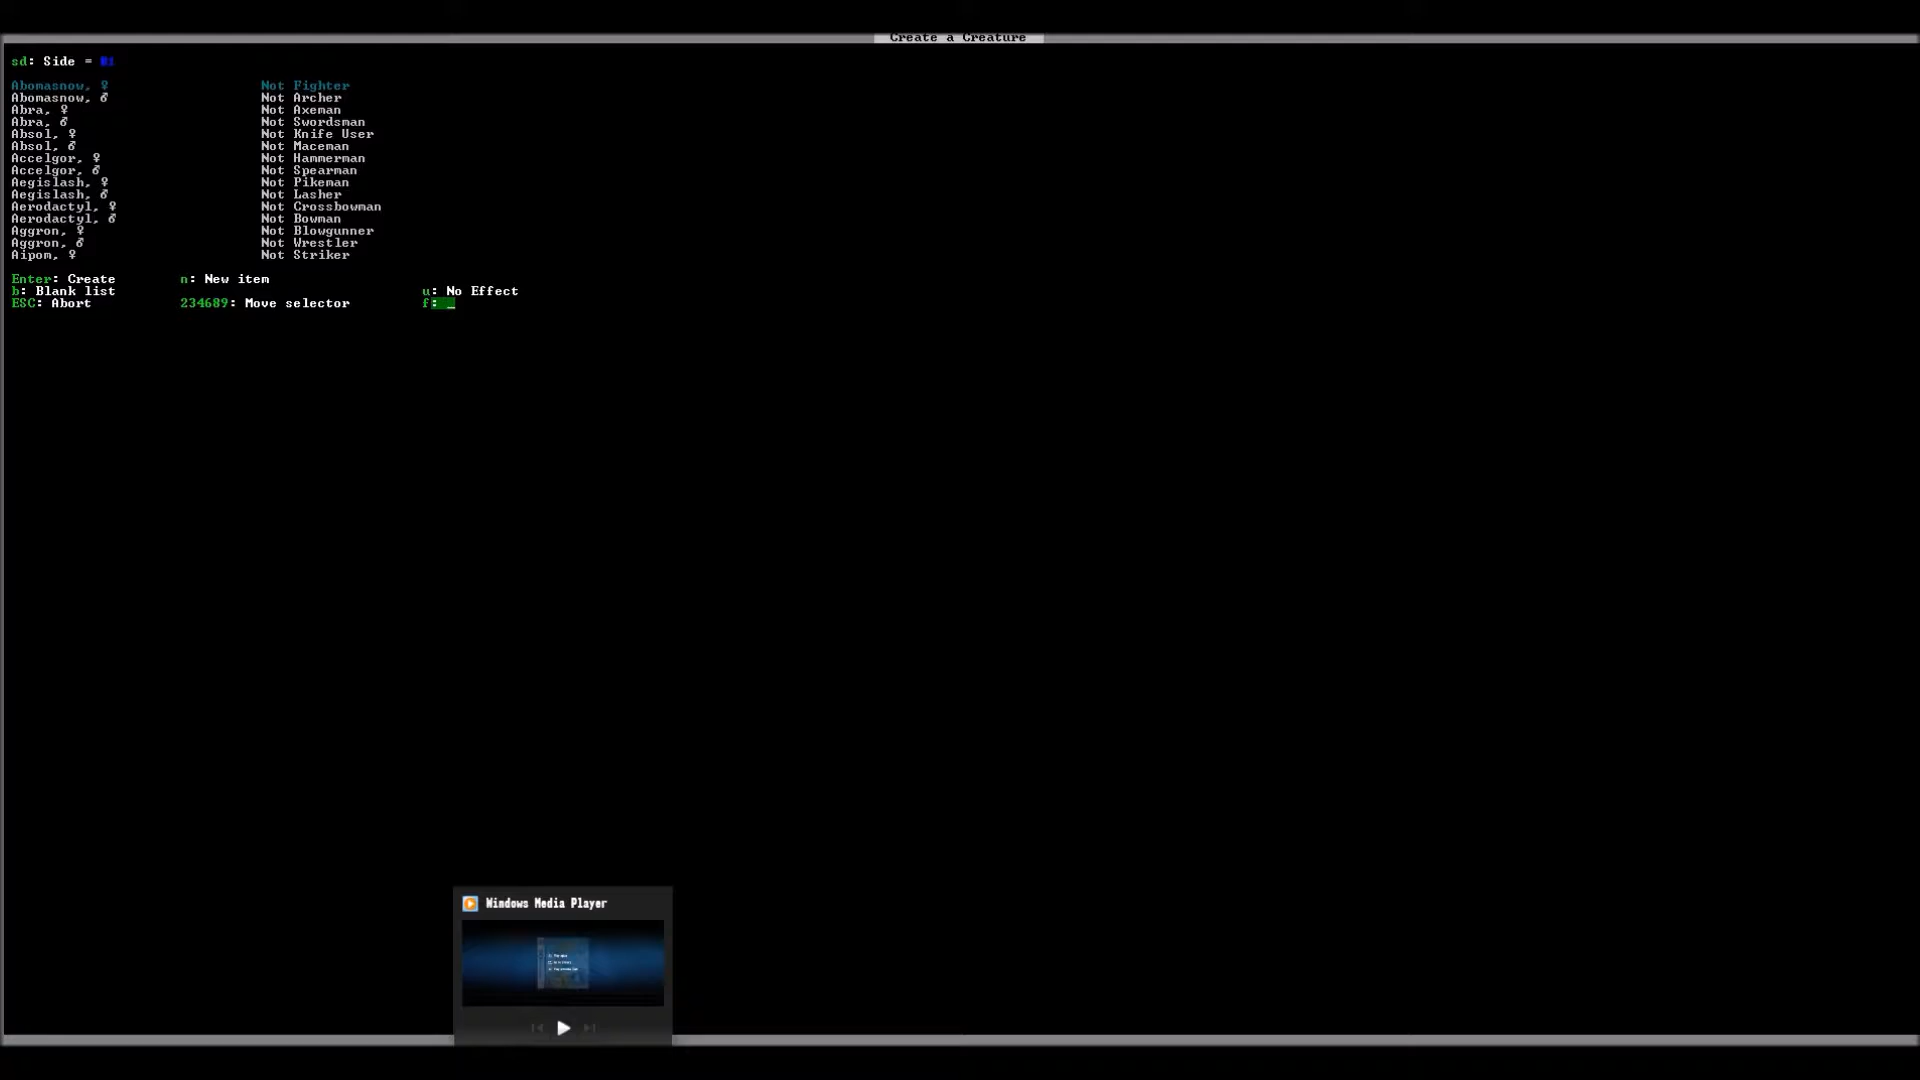 Create a Creature
sd: Side = #1
Abomasnow, ♀ Not Fighter
Abomasnow, ♂ Not Archer
Abra, ♀ Not Axeman
Abra, ♂ Not Swordsman
Absol, ♀ Not Knife User
Absol, ♂ Not Maceman
Accelgor, ♀ Not Hammerman
Accelgor, ♂ Not Spearman
Aegislash, ♀ Not Pikeman
Aegislash, ♂ Not Lasher
Aerodactyl, ♀ Not Crossbowman
Aerodactyl, ♂ Not Bowman
Aggron, ♀ Not Blowgunner
Aggron, ♂ Not Wrestler
Aipom, ♀ Not Striker
Enter: Create n: New item
b: Blank list u: No Effect
ESC: Abort 234689: Move selector f: _
Windows Media Player